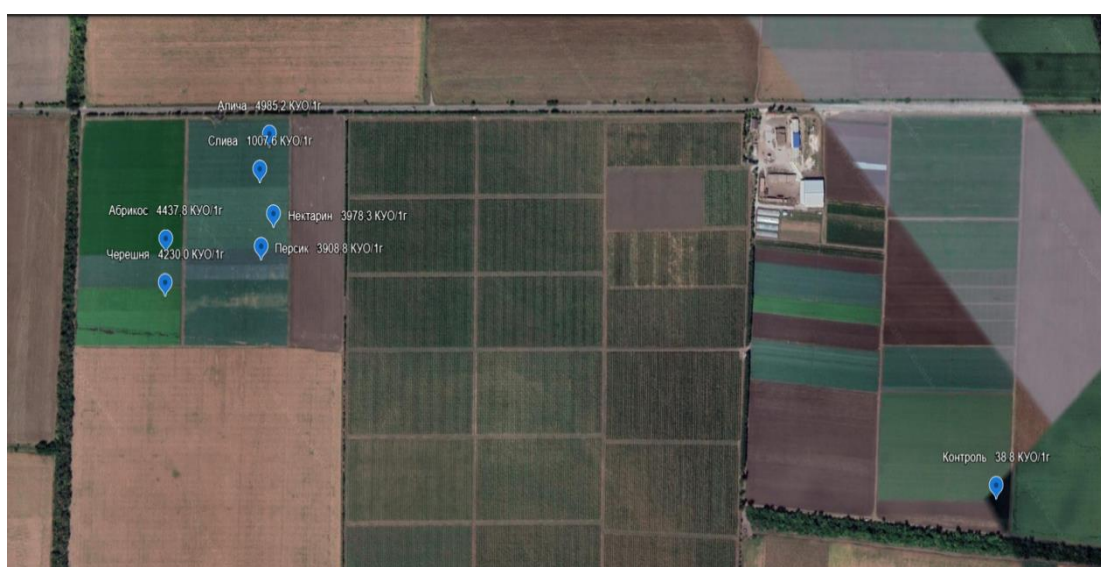 Алича 4985 2 КУО/1г
Слива 1007,6 КУО/1г
Абрикос 4437,8 КУО/1г
Нектарин 3978 3 КУО/1г
Черешня 4230 0 КУО/1г
Персик 3908 8 КУО/1г
Контроль 38 8 КУО/1г